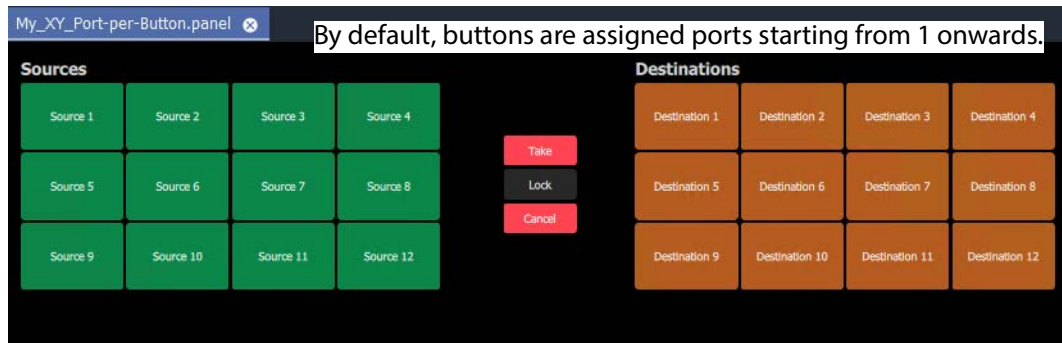 My_XY_Port-per-Button.panel
By default, buttons are assigned ports starting from 1 onwards.
Sources
Destinations
Source 1 Source 2 Source 3 Source 4
Destination 1 Destination 2 Destination 3 Destination 4
Take
Source 5 Source 6 Source 7 Source 8
Lock
Destination 5 Destination 6 Destination 7 Destination 8
Cancel
Source 9 Source 10 Source 11 Source 12
Destination 9 Destination 10 Destination 11 Destination 12